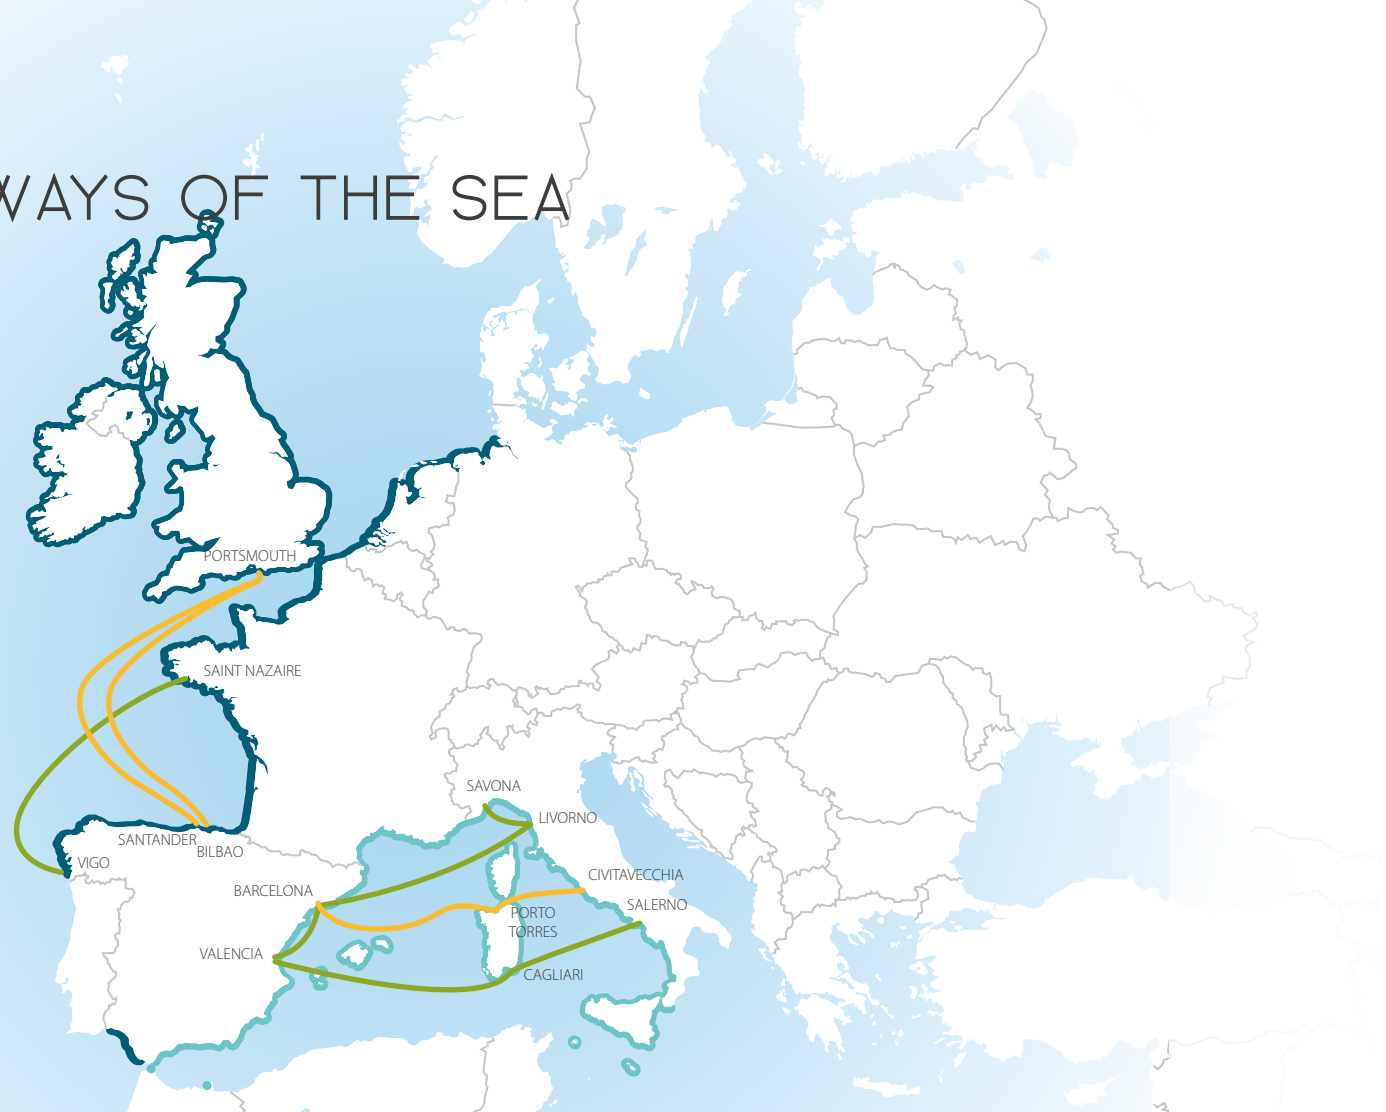 WAYS OF THE SEA
PORTSMOUTH
SAINT NAZAIRE
SAVONA
LIVORNO
SANTANDER
BILBAO
VIGO
BARCELONA
CIVITAVECCHIA
SALERNO
PORTO
TORRES
VALENCIA
CAGLIARI